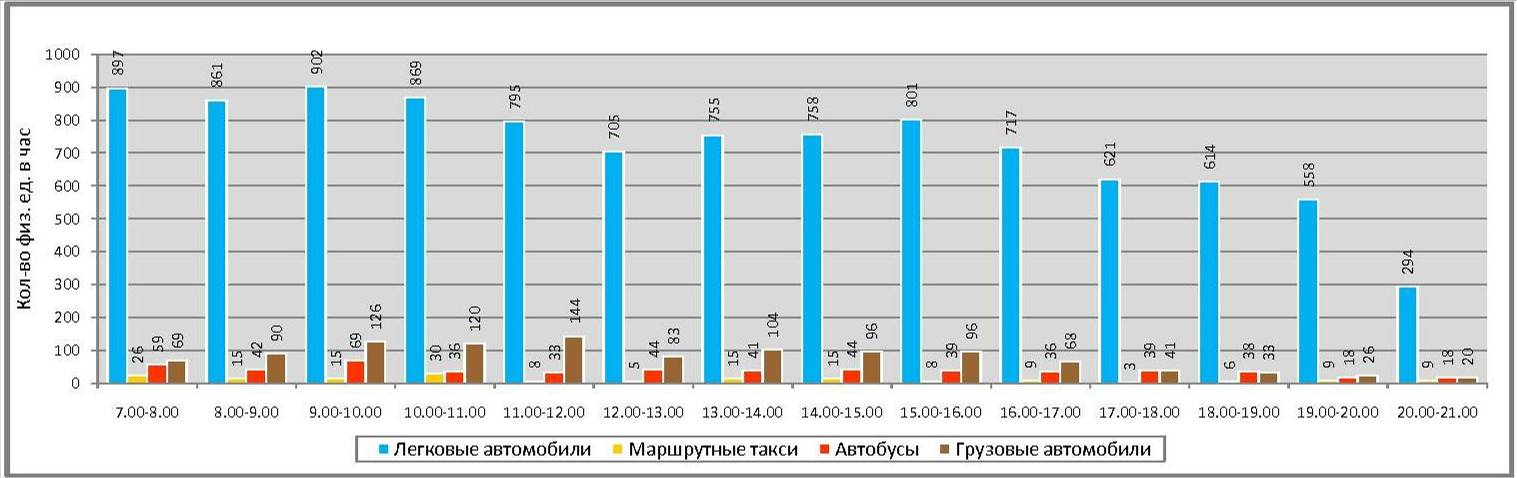 Кол-во физ. ед. в час
1000
900
800
700
600
500
400
300
200
100
0
897 26 59 69
861 15 42 90
902 15 69 126
869 30 36 120
795 8 33 144
705 5 44 83
755 15 41 104
758 15 44 96
801 8 39 96
717 9 36 68
621 3 39 41
614 6 38 33
558 9 18 26
294 9 18 20
7.00-8.00 8.00-9.00 9.00-10.00 10.00-11.00 11.00-12.00 12.00-13.00 13.00-14.00 14.00-15.00 15.00-16.00 16.00-17.00 17.00-18.00 18.00-19.00 19.00-20.00 20.00-21.00
Легковые автомобили Маршрутные такси Автобусы Грузовые автомобили